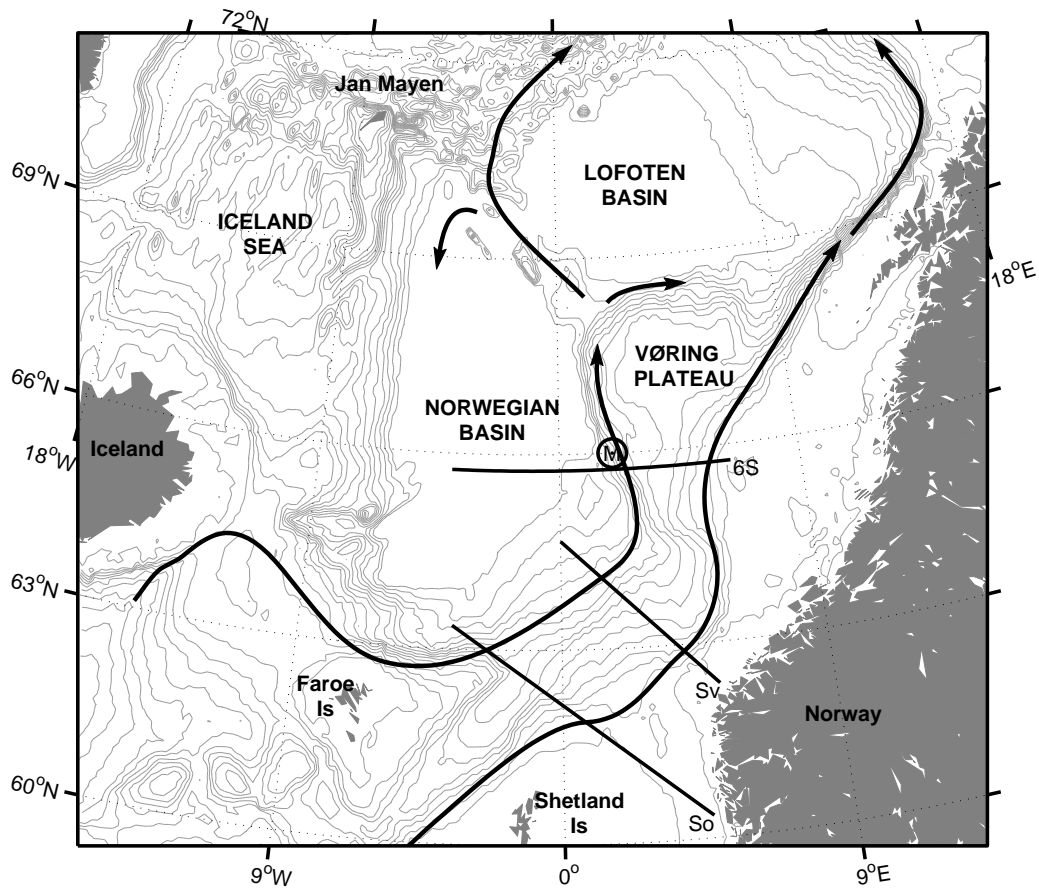 72°N
Jan Mayen
69°N
LOFOTEN
BASIN
ICELAND
SEA
18°E
VØRING
PLATEAU
66°N
NORWEGIAN
BASIN
Iceland
18°W
M
6S
63°N
Faroe
Is
Sv
Norway
60°N
Shetland
Is
So
9°W
0°
9°E